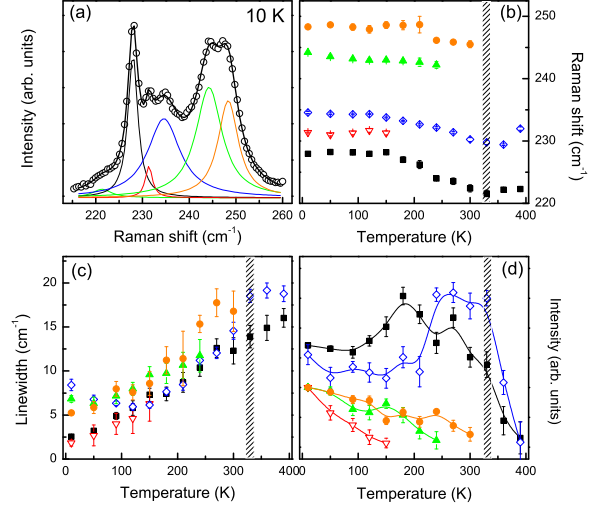 (a)
10 K
Intensity (arb. units)
220
230
240
250
260
Raman shift (cm-1)
(b)
250
245
230
225
220
Raman shift (cm-1)
0
100
200
300
400
Temperature (K)
(c)
20
15
10
5
0
Linewidth (cm-1)
0
100
200
300
400
Temperature (K)
(d)
Intensity (arb. units)
0
100
200
300
400
Temperature (K)